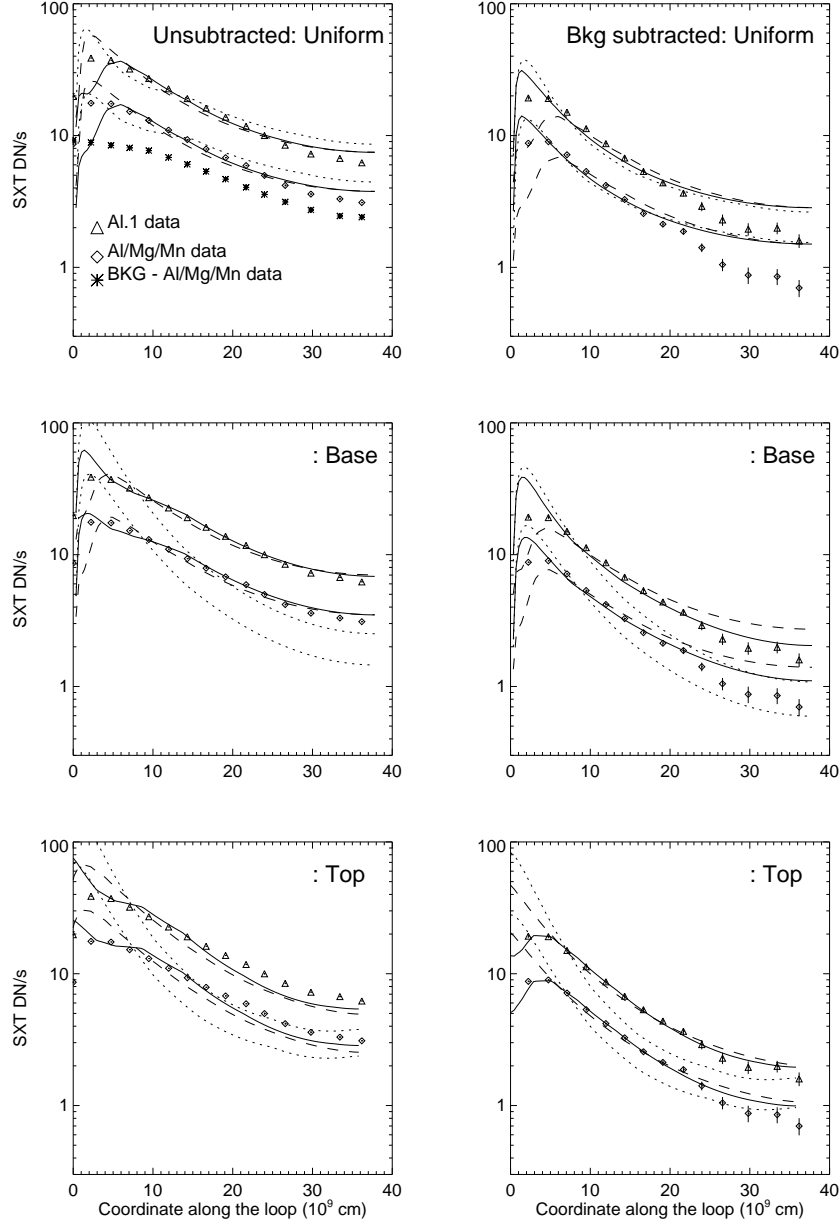 Unsubtracted: Uniform
100
10
1
SXT DN/s
Al.1 data
Al/Mg/Mn data
BKG - Al/Mg/Mn data
0 10 20 30 40
Bkg subtracted: Uniform
100
10
1
0 10 20 30 40
: Base
100
10
1
SXT DN/s
0 10 20 30 40
: Base
100
10
1
0 10 20 30 40
: Top
100
10
1
SXT DN/s
0 10 20 30 40
Coordinate along the loop (10⁹ cm)
: Top
100
10
1
0 10 20 30 40
Coordinate along the loop (10⁹ cm)